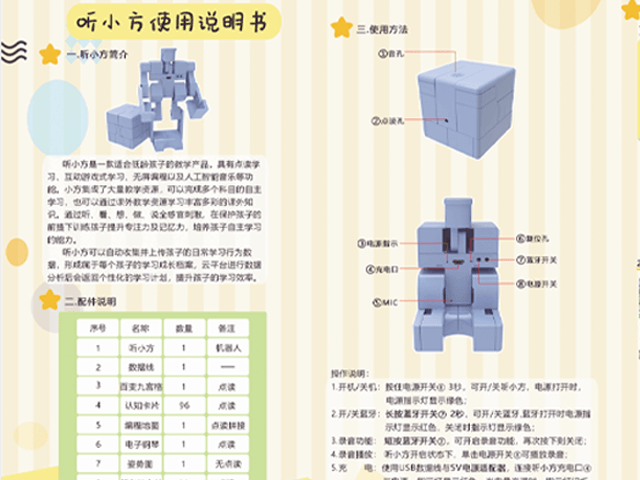 听小方使用说明书
一.听小方简介
听小方是一款适合低龄孩子的教学产品。具有点读学
习、互动游戏式学习、无屏编程以及人工智能音乐等功
能。小方集成了大量教学资源，可以完成多个科目的自主
学习，也可以通过课外教学资源学习丰富多彩的课外知
识。通过听、看、想、做、说全感官刺激，在保护孩子的
前提下训练孩子提升专注力及记忆力，培养孩子自主学习
的能力。
听小方可以自动收集并上传孩子的日常学习行为数
据，形成属于每个孩子的学习成长档案，云平台进行数据
分析后会返回个性化的学习计划，提升孩子的学习效率。
二.配件说明
序号 名称 数量 备注
1 听小方 1 机器人
2 数据线 1 —
3 百变九宫格 1 点读
4 认知卡片 96 点读
5 编程地图 1 点读拼接
6 电子钢琴 1 点读
7 姿势面 1 无点读
三.使用方法
①音孔
②点读孔
③电源指示
④充电口
⑤MIC
⑥复位孔
⑦蓝牙开关
⑧电源开关
操作说明：
1.开机/关机：按住电源开关⑧ 3秒，可开/关听小方，电源打开时，
电源指示灯显示绿色；
2.开/关蓝牙：长按蓝牙开关⑦ 2秒，可开/关蓝牙，蓝牙打开时电源指
示灯显示红色，关闭时指示灯显示绿色；
3.录音功能：短按蓝牙开关⑦，可开启录音功能，再次按下则关闭；
4.录音播放：听小方开启状态下，单击电源开关⑧可播放录音；
5.充 电：使用USB数据线与5V电源适配器，连接听小方充电口④